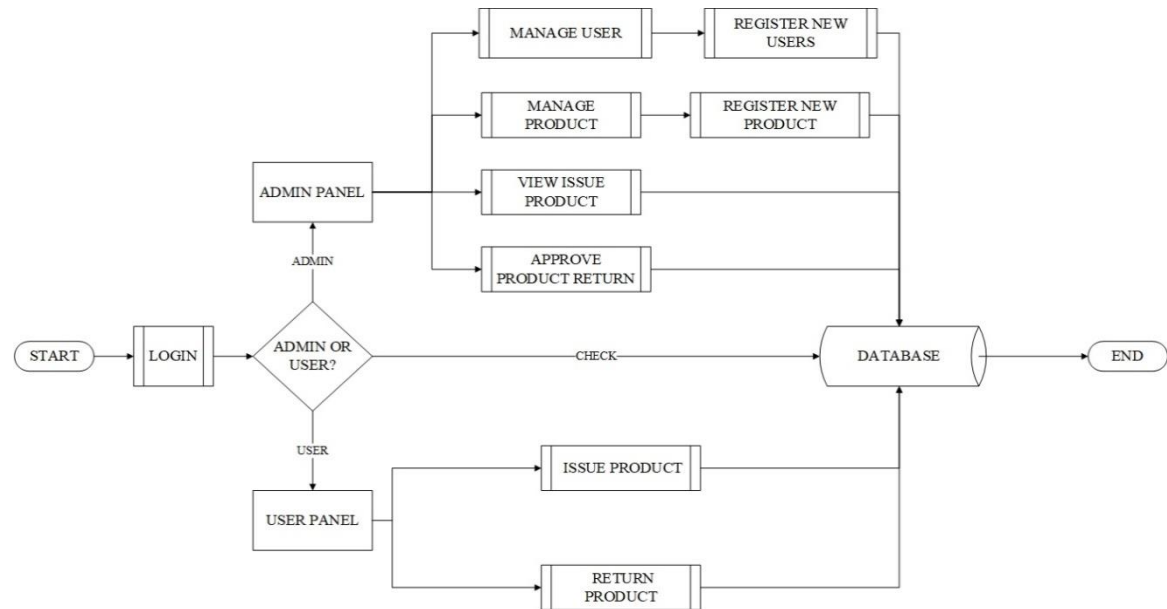 MANAGE USER
REGISTER NEW
USERS
MANAGE
PRODUCT
REGISTER NEW
PRODUCT
ADMIN PANEL
VIEW ISSUE
PRODUCT
APPROVE
PRODUCT RETURN
ADMIN
START
LOGIN
ADMIN OR
USER?
CHECK
DATABASE
END
USER
USER PANEL
ISSUE PRODUCT
RETURN
PRODUCT